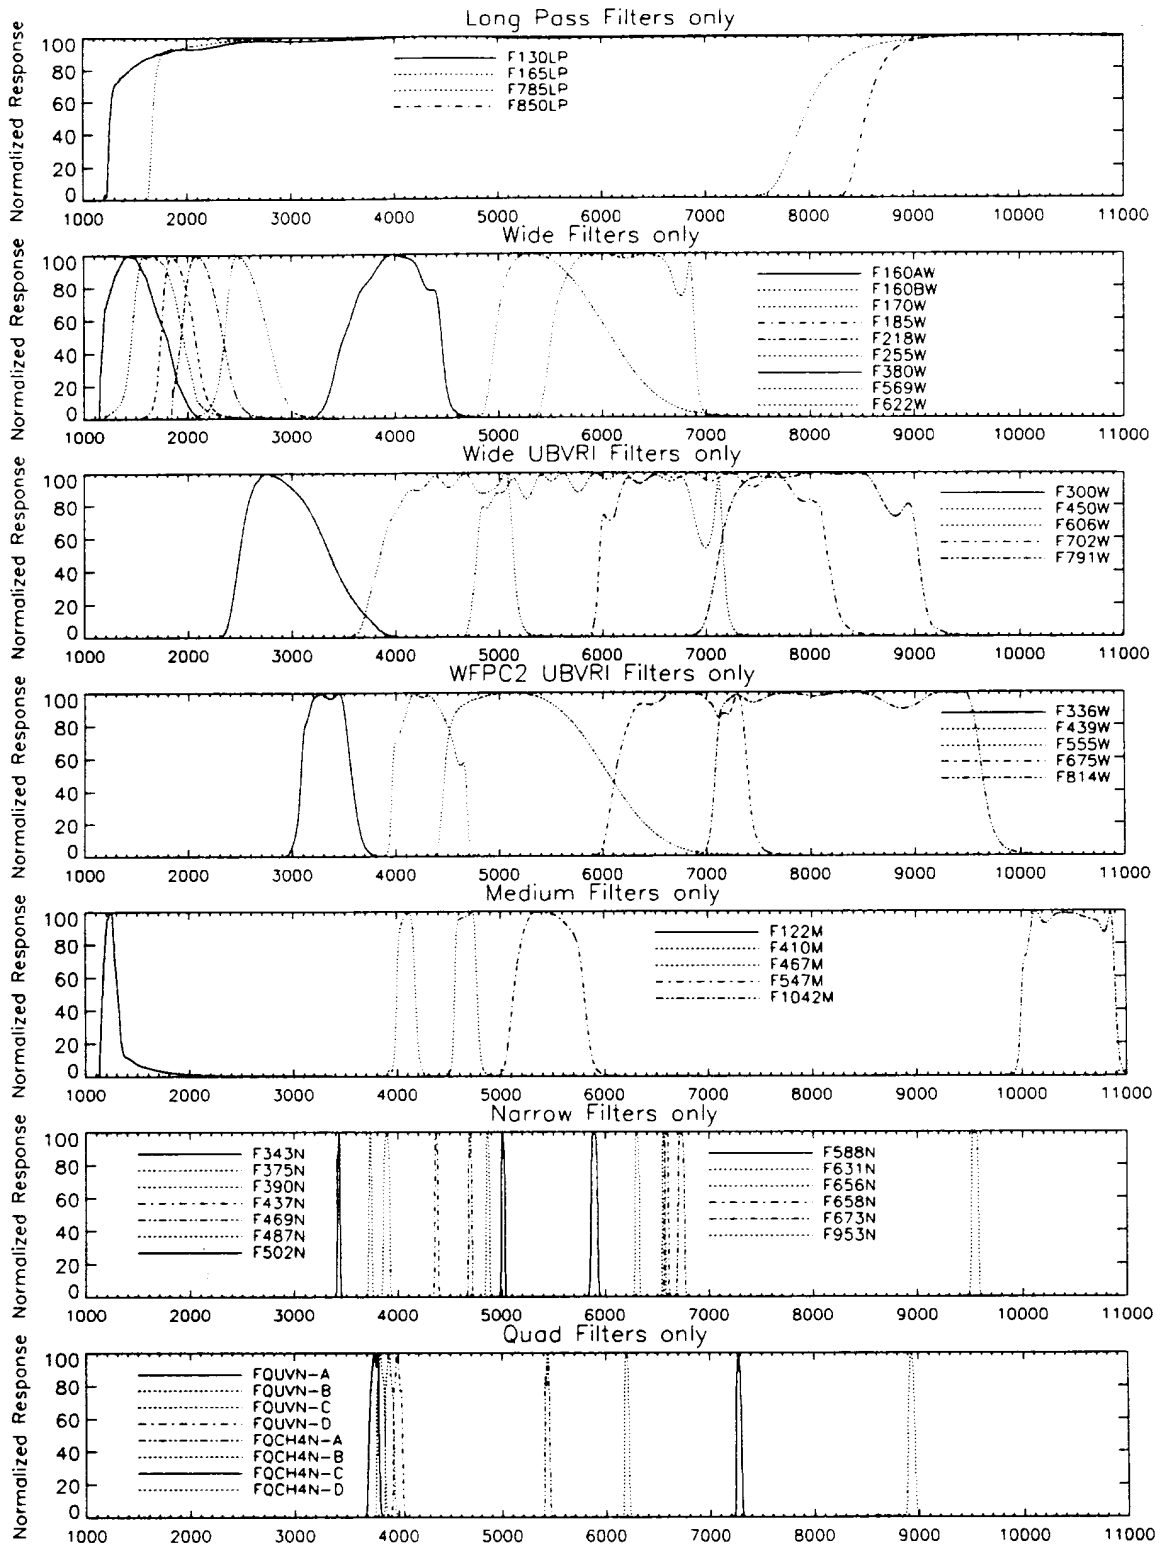 Long Pass Filters only
Normalized Response
100
80
60
40
20
0
F130LP
F165LP
F785LP
F850LP
1000 2000 3000 4000 5000 6000 7000 8000 9000 10000 11000
Wide Filters only
Normalized Response
100
80
60
40
20
0
F160AW
F160BW
F170W
F185W
F218W
F255W
F380W
F569W
F622W
1000 2000 3000 4000 5000 6000 7000 8000 9000 10000 11000
Wide UBVRI Filters only
Normalized Response
100
80
60
40
20
0
F300W
F450W
F606W
F702W
F791W
1000 2000 3000 4000 5000 6000 7000 8000 9000 10000 11000
WFPC2 UBVRI Filters only
Normalized Response
100
80
60
40
20
0
F336W
F439W
F555W
F675W
F814W
1000 2000 3000 4000 5000 6000 7000 8000 9000 10000 11000
Medium Filters only
Normalized Response
100
80
60
40
20
0
F122M
F410M
F467M
F547M
F1042M
1000 2000 3000 4000 5000 6000 7000 8000 9000 10000 11000
Narrow Filters only
Normalized Response
100
80
60
40
20
0
F343N
F375N
F390N
F437N
F469N
F487N
F502N
F588N
F631N
F656N
F658N
F673N
F953N
1000 2000 3000 4000 5000 6000 7000 8000 9000 10000 11000
Quad Filters only
Normalized Response
100
80
60
40
20
0
FQUVN-A
FQUVN-B
FQUVN-C
FQUVN-D
FQCH4N-A
FQCH4N-B
FQCH4N-C
FQCH4N-D
1000 2000 3000 4000 5000 6000 7000 8000 9000 10000 11000